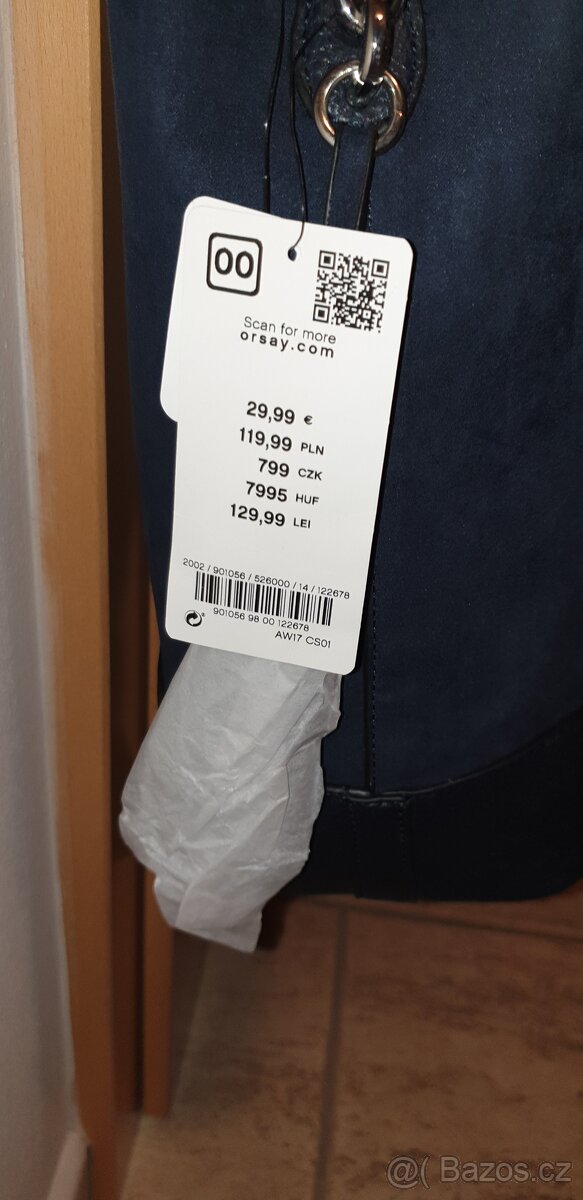 00
Scan for more
orsay.com
29,99 €
119,99 PLN
799 CZK
7995 HUF
129,99 LEI
2002 / 901056 / 526000 / 14 / 122678
901056 98 00 122678
AW17 CS01
@( Bazos.cz